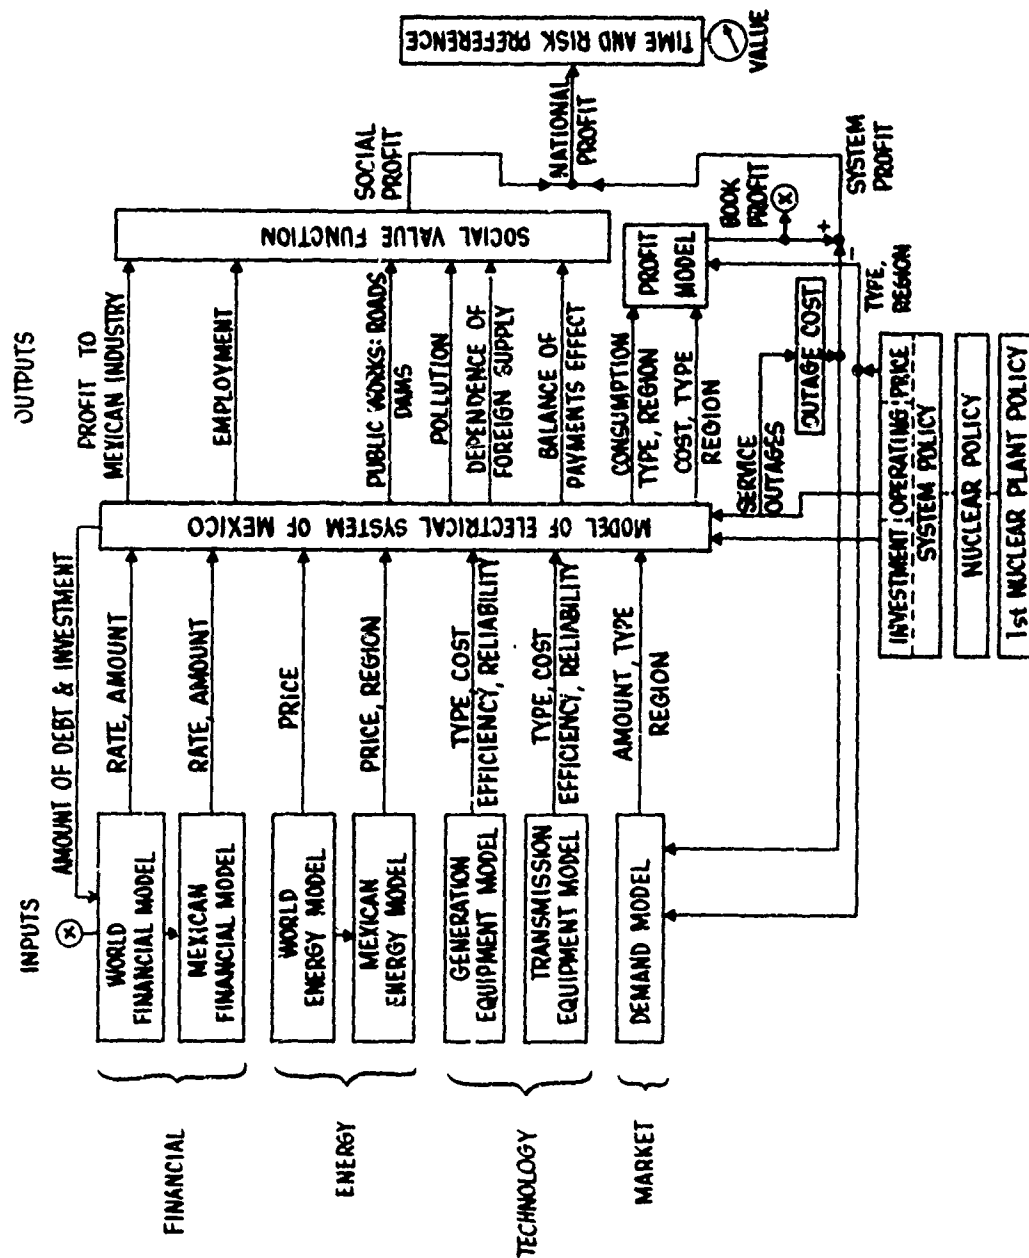 INPUTS
OUTPUTS
FINANCIAL
ENERGY
TECHNOLOGY
MARKET
X
AMOUNT OF DEBT & INVESTMENT
WORLD
FINANCIAL MODEL
MEXICAN
FINANCIAL MODEL
WORLD
ENERGY MODEL
MEXICAN
ENERGY MODEL
GENERATION
EQUIPMENT MODEL
TRANSMISSION
EQUIPMENT MODEL
DEMAND MODEL
RATE, AMOUNT
RATE, AMOUNT
PRICE
PRICE, REGION
TYPE, COST
EFFICIENCY, RELIABILITY
TYPE, COST
EFFICIENCY, RELIABILITY
AMOUNT, TYPE
REGION
MODEL OF ELECTRICAL SYSTEM OF MEXICO
PROFIT TO
MEXICAN INDUSTRY
EMPLOYMENT
PUBLIC WORKS: ROADS
DAMS
POLLUTION
DEPENDENCE OF
FOREIGN SUPPLY
BALANCE OF
PAYMENTS EFFECT
CONSUMPTION
TYPE, REGION
COST, TYPE
REGION
SERVICE
OUTAGES
OUTAGE COST
SOCIAL VALUE FUNCTION
PROFIT
MODEL
BOOK
PROFIT
X
+
-
TYPE,
REGION
SOCIAL
PROFIT
NATIONAL
PROFIT
SYSTEM
PROFIT
TIME AND RISK PREFERENCE
VALUE
INVESTMENT OPERATING PRICE
SYSTEM POLICY
NUCLEAR POLICY
1st NUCLEAR PLANT POLICY